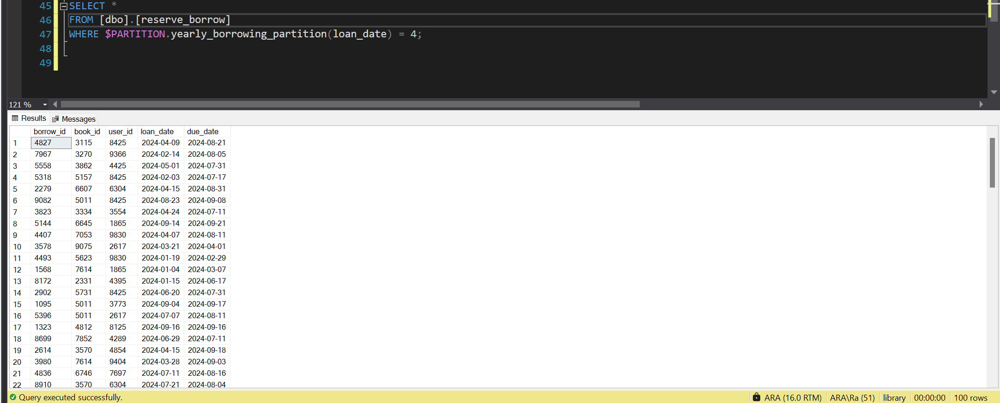 45 SELECT *
46 FROM [dbo].[reserve_borrow]
47 WHERE $PARTITION.yearly_borrowing_partition(loan_date) = 4;
48
49
121 %
Results Messages
borrow_id book_id user_id loan_date due_date
1 4827 3115 8425 2024-04-09 2024-08-21
2 7967 3270 9366 2024-02-14 2024-08-05
3 5558 3862 4425 2024-05-01 2024-07-31
4 5318 5157 8425 2024-02-03 2024-07-17
5 2279 6607 6304 2024-04-15 2024-08-31
6 9082 5011 8425 2024-08-23 2024-09-08
7 3823 3334 3554 2024-04-24 2024-07-11
8 5144 6645 1865 2024-09-14 2024-09-21
9 4407 7053 9830 2024-04-07 2024-08-11
10 3578 9075 2617 2024-03-21 2024-04-01
11 4493 5623 9830 2024-01-19 2024-02-29
12 1568 7614 1865 2024-01-04 2024-03-07
13 8172 2331 4395 2024-01-15 2024-06-17
14 2902 5731 8425 2024-06-20 2024-07-31
15 1095 5011 3773 2024-09-04 2024-09-17
16 5396 5011 2617 2024-07-07 2024-08-11
17 1323 4812 8125 2024-09-16 2024-09-16
18 8699 7852 4289 2024-06-29 2024-07-11
19 2614 3570 4854 2024-04-15 2024-09-18
20 3980 7614 9404 2024-03-28 2024-09-03
21 4836 6746 7697 2024-07-11 2024-08-16
22 8910 3570 6304 2024-07-21 2024-08-04
Query executed successfully. ARA (16.0 RTM) ARA\Ra (51) library 00:00:00 100 rows